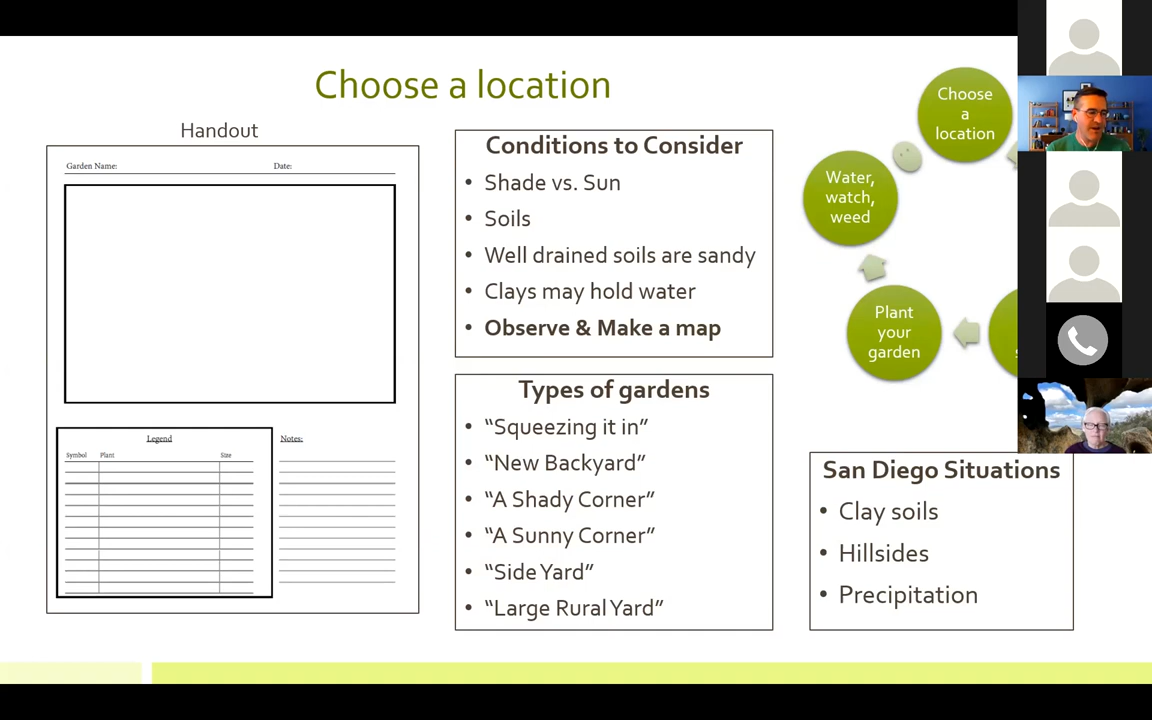 Choose a location
Handout
Garden Name:
Date:
Legend
Symbol
Plant
Size
Notes:
Conditions to Consider
• Shade vs. Sun
• Soils
• Well drained soils are sandy
• Clays may hold water
• Observe & Make a map
Types of gardens
• “Squeezing it in”
• “New Backyard”
• “A Shady Corner”
• “A Sunny Corner”
• “Side Yard”
• “Large Rural Yard”
Choose
a
location
Water,
watch,
weed
Plant
your
garden
San Diego Situations
• Clay soils
• Hillsides
• Precipitation